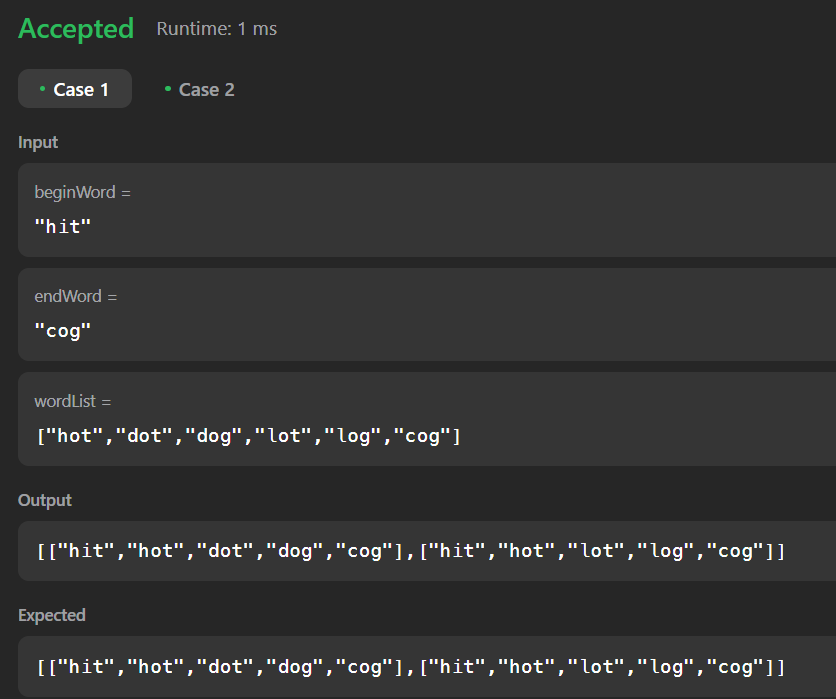 Accepted Runtime: 1 ms
• Case 1 • Case 2
Input
beginWord =
"hit"
endWord =
"cog"
wordList =
["hot","dot","dog","lot","log","cog"]
Output
[["hit","hot","dot","dog","cog"],["hit","hot","lot","log","cog"]]
Expected
[["hit","hot","dot","dog","cog"],["hit","hot","lot","log","cog"]]